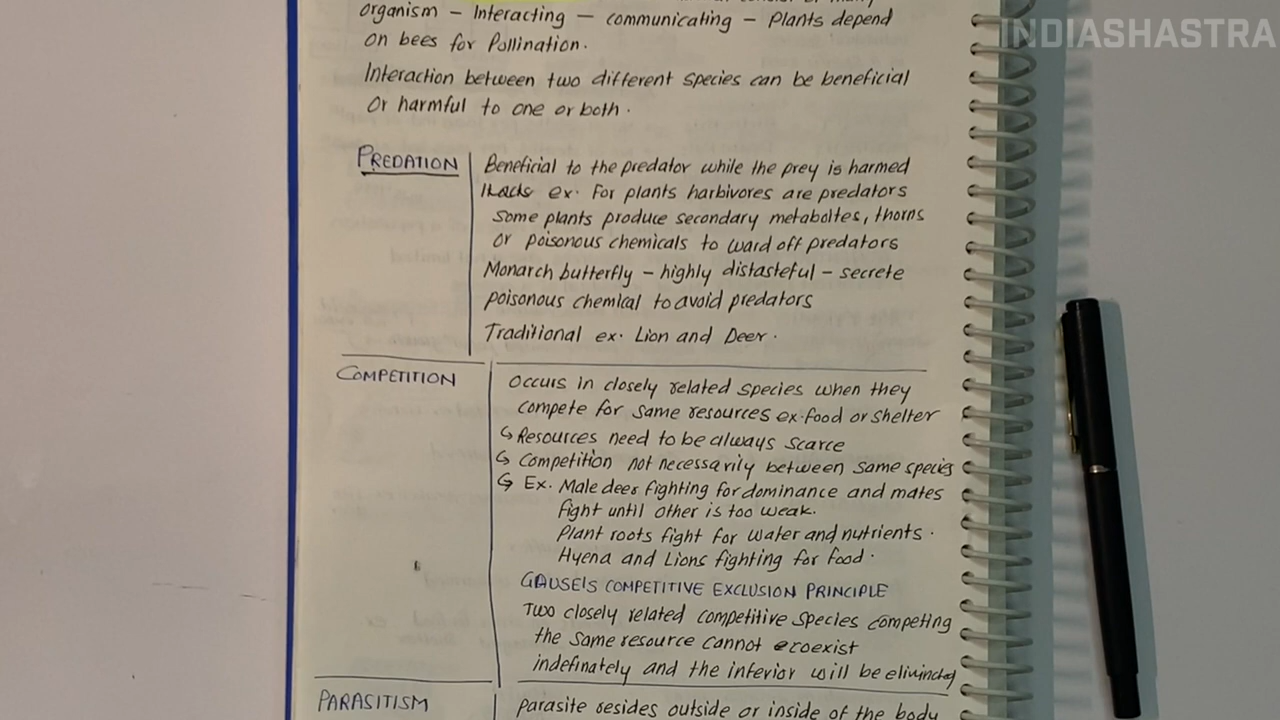 INDIASHASTRA
organism - Interacting - communicating - Plants depend
on bees for Pollination.
Interaction between two different species can be beneficial
or harmful to one or both.
PREDATION
Beneficial to the predator while the prey is harmed
ex. For plants harbivores are predators
Some plants produce secondary metaboltes, thorns
or poisonous chemicals to ward off predators
Monarch butterfly - highly distasteful - secrete
poisonous chemical to avoid predators
Traditional ex. Lion and Deer.
COMPETITION
occurs in closely related species when they
compete for same resources ex. food or shelter
↳ Resources need to be always scarce
↳ Competition not necessarily between same species
↳ Ex. Male deer fighting for dominance and mates
fight until other is too weak.
Plant roots fight for water and nutrients.
Hyena and Lions fighting for food.
GAUSE'S COMPETITIVE EXCLUSION PRINCIPLE
Two closely related competitive species competing
the same resource cannot coexist
indefinately and the inferior will be
PARASITISM
parasite resides outside or inside of the body